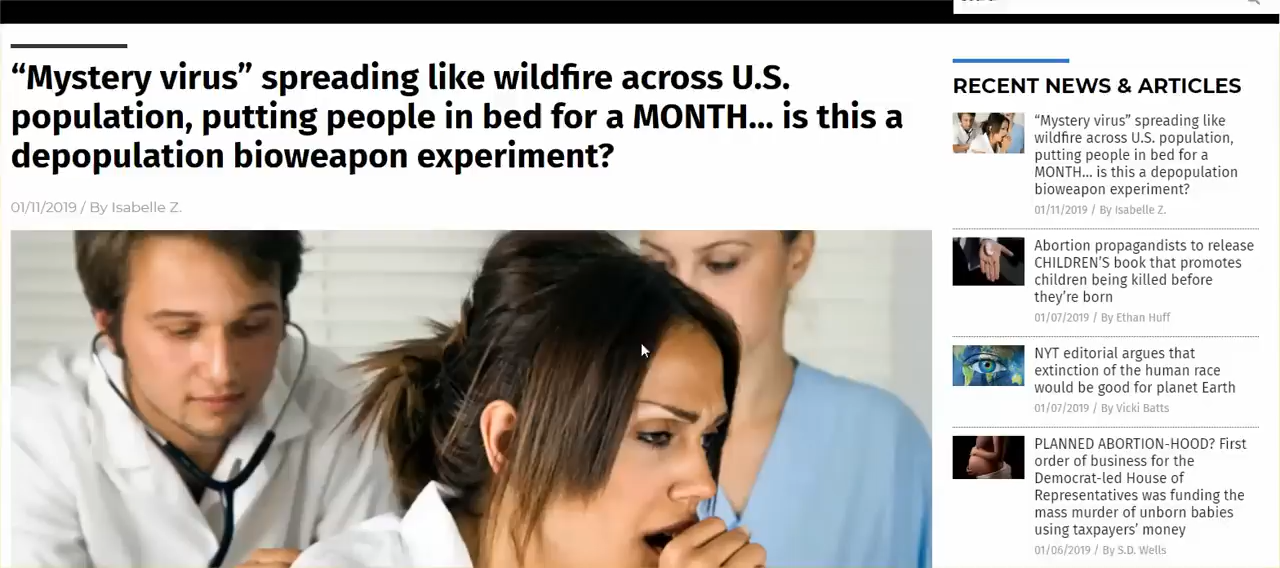 “Mystery virus” spreading like wildfire across U.S.
population, putting people in bed for a MONTH... is this a
depopulation bioweapon experiment?
01/11/2019 / By Isabelle Z.
RECENT NEWS & ARTICLES
“Mystery virus” spreading like
wildfire across U.S. population,
putting people in bed for a
MONTH... is this a depopulation
bioweapon experiment?
01/11/2019 / By Isabelle Z.
Abortion propagandists to release
CHILDREN’S book that promotes
children being killed before
they’re born
01/07/2019 / By Ethan Huff
NYT editorial argues that
extinction of the human race
would be good for planet Earth
01/07/2019 / By Vicki Batts
PLANNED ABORTION-HOOD? First
order of business for the
Democrat-led House of
Representatives was funding the
mass murder of unborn babies
using taxpayers’ money
01/06/2019 / By S.D. Wells